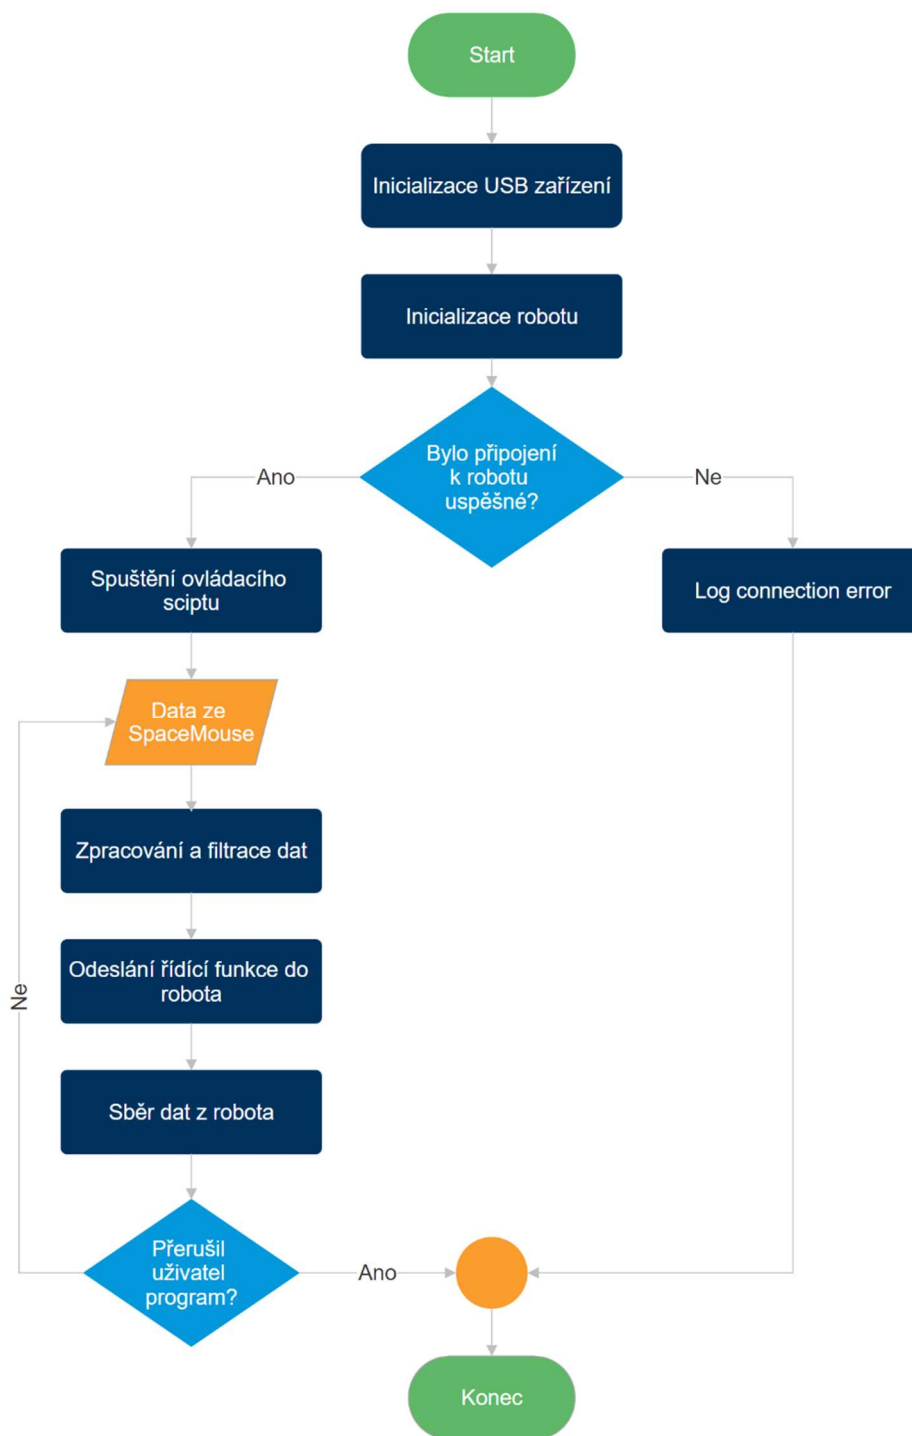 Start
Inicializace USB zařízení
Inicializace robotu
Bylo připojení
k robotu
uspěšné?
Ano
Ne
Spuštění ovládacího
sciptu
Log connection error
Data ze
SpaceMouse
Zpracování a filtrace dat
Odeslání řídící funkce do
robota
Ne
Sběr dat z robota
Přerušil
uživatel
program?
Ano
Konec